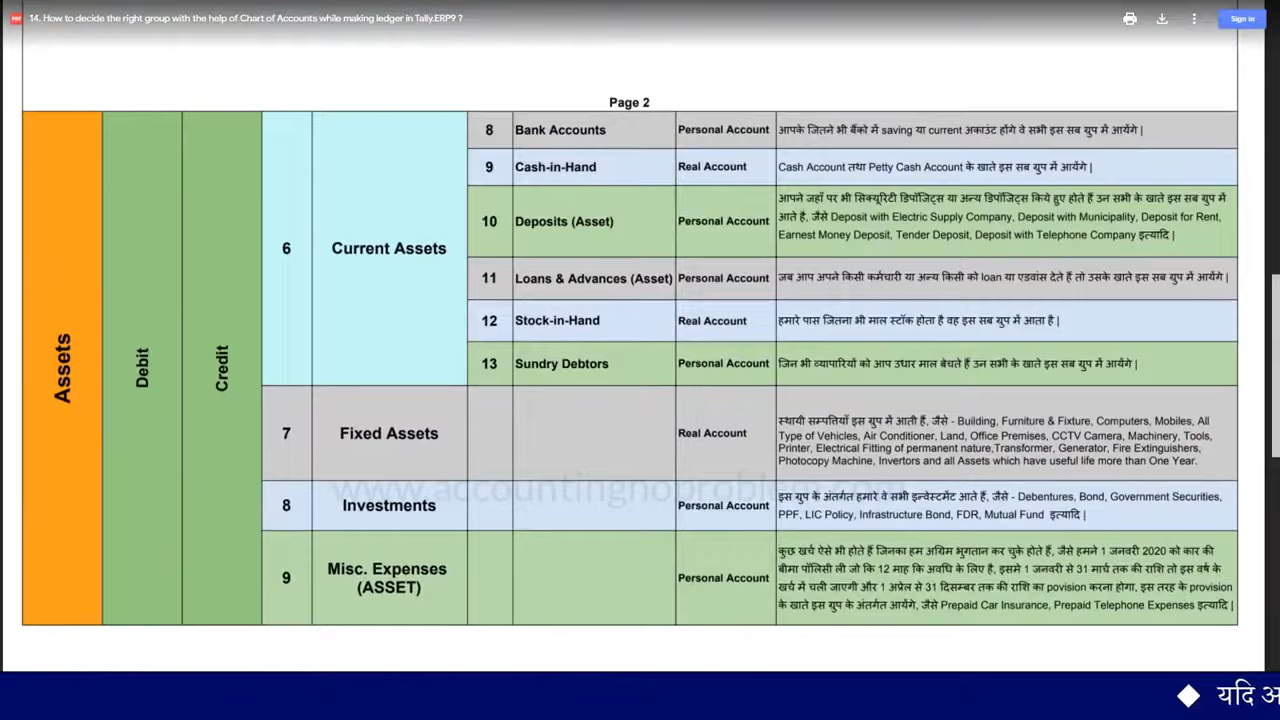 14. How to decide the right group with the help of Chart of Accounts while making ledger in Tally.ERP9 ?
Sign in
Page 2
Assets
Debit
Credit
6
Current Assets
8
Bank Accounts
Personal Account
आपके जितने भी बैंको में saving या current अकाउंट होंगे वे सभी इस सब ग्रुप में आयेंगे |
9
Cash-in-Hand
Real Account
Cash Account तथा Petty Cash Account के खाते इस सब ग्रुप में आयेंगे |
10
Deposits (Asset)
Personal Account
आपने जहाँ पर भी सिक्यूरिटी डिपॉजिट्स या अन्य डिपॉजिट्स किये हुए होते हैं उन सभी के खाते इस सब ग्रुप में
आते है, जैसे Deposit with Electric Supply Company, Deposit with Municipality, Deposit for Rent,
Earnest Money Deposit, Tender Deposit, Deposit with Telephone Company इत्यादि |
11
Loans & Advances (Asset)
Personal Account
जब आप अपने किसी कर्मचारी या अन्य किसी को loan या एडवांस देते हैं तो उसके खाते इस सब ग्रुप में आयेंगे |
12
Stock-in-Hand
Real Account
हमारे पास जितना भी माल स्टॉक होता है वह इस सब ग्रुप में आता है |
13
Sundry Debtors
Personal Account
जिन भी व्यापारियों को आप उधार माल बेचते हैं उन सभी के खाते इस सब ग्रुप में आयेंगे |
7
Fixed Assets
Real Account
स्थायी सम्पत्तियाँ इस ग्रुप में आती हैं, जैसे - Building, Furniture & Fixture, Computers, Mobiles, All
Type of Vehicles, Air Conditioner, Land, Office Premises, CCTV Camera, Machinery, Tools,
Printer, Electrical Fitting of permanent nature,Transformer, Generator, Fire Extinguishers,
Photocopy Machine, Invertors and all Assets which have useful life more than One Year.
www.accountingnoproblem.com
8
Investments
Personal Account
इस ग्रुप के अंतर्गत हमारे वे सभी इन्वेस्टमेंट आते हैं, जैसे - Debentures, Bond, Government Securities,
PPF, LIC Policy, Infrastructure Bond, FDR, Mutual Fund इत्यादि |
9
Misc. Expenses
(ASSET)
Personal Account
कुछ खर्च ऐसे भी होते हैं जिनका हम अग्रिम भुगतान कर चुके होते हैं, जैसे हमने 1 जनवरी 2020 को कार की
बीमा पॉलिसी ली जो कि 12 माह कि अवधि के लिए है, इसमे 1 जनवरी से 31 मार्च तक की राशि तो इस वर्ष के
खर्च में चली जाएगी और 1 अप्रेल से 31 दिसम्बर तक की राशि का povision करना होगा, इस तरह के provision
के खाते इस ग्रुप के अंतर्गत आयेंगे, जैसे Prepaid Car Insurance, Prepaid Telephone Expenses इत्यादि |
यदि अ